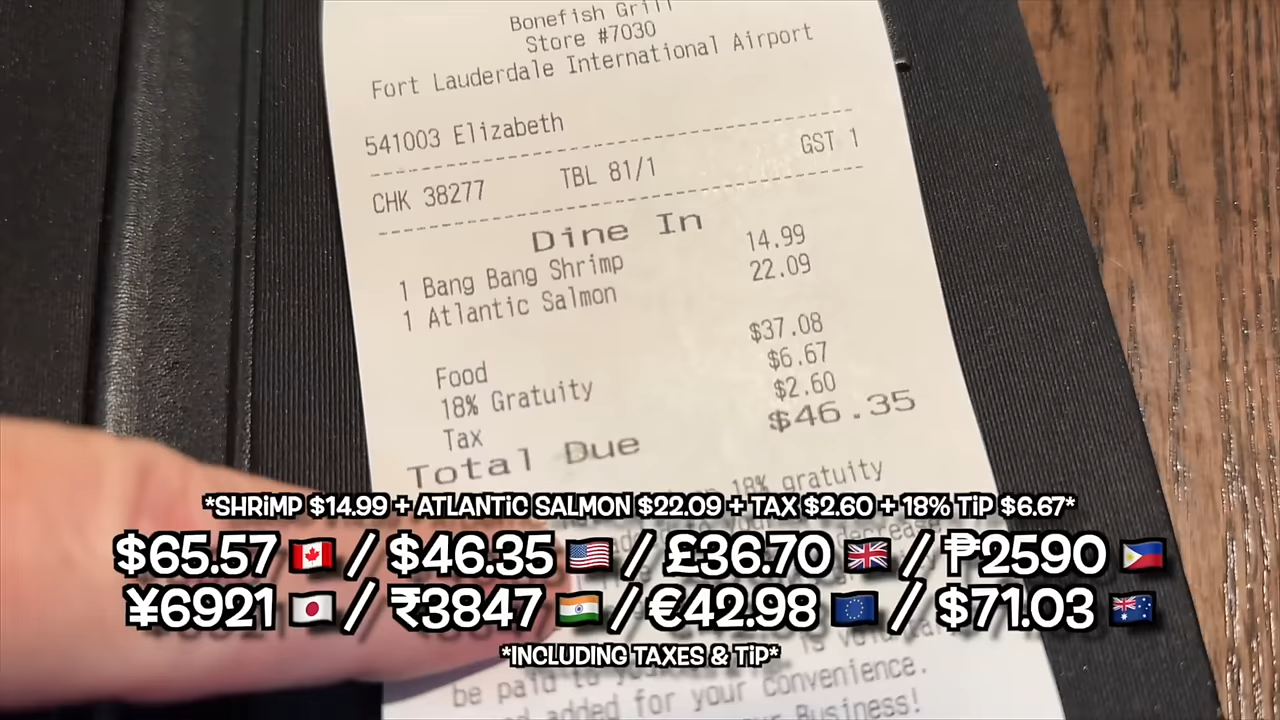 Bonefish Grill
Store #7030
Fort Lauderdale International Airport
541003 Elizabeth
CHK 38277 TBL 81/1 GST 1
Dine In
1 Bang Bang Shrimp 14.99
1 Atlantic Salmon 22.09
Food $37.08
18% Gratuity $6.67
Tax $2.60
Total Due $46.35
18% gratuity
*SHRiMP $14.99 + ATLANTiC SALMON $22.09 + TAX $2.60 + 18% TiP $6.67*
$65.57 🇨🇦 / $46.35 🇺🇸 / £36.70 🇬🇧 / ₱2590 🇵🇭
¥6921 🇯🇵 / ₹3847 🇮🇳 / €42.98 🇪🇺 / $71.03 🇦🇺
*iNCLUDiNG TAXES & TiP*
be paid to
added for your convenience.
Business!